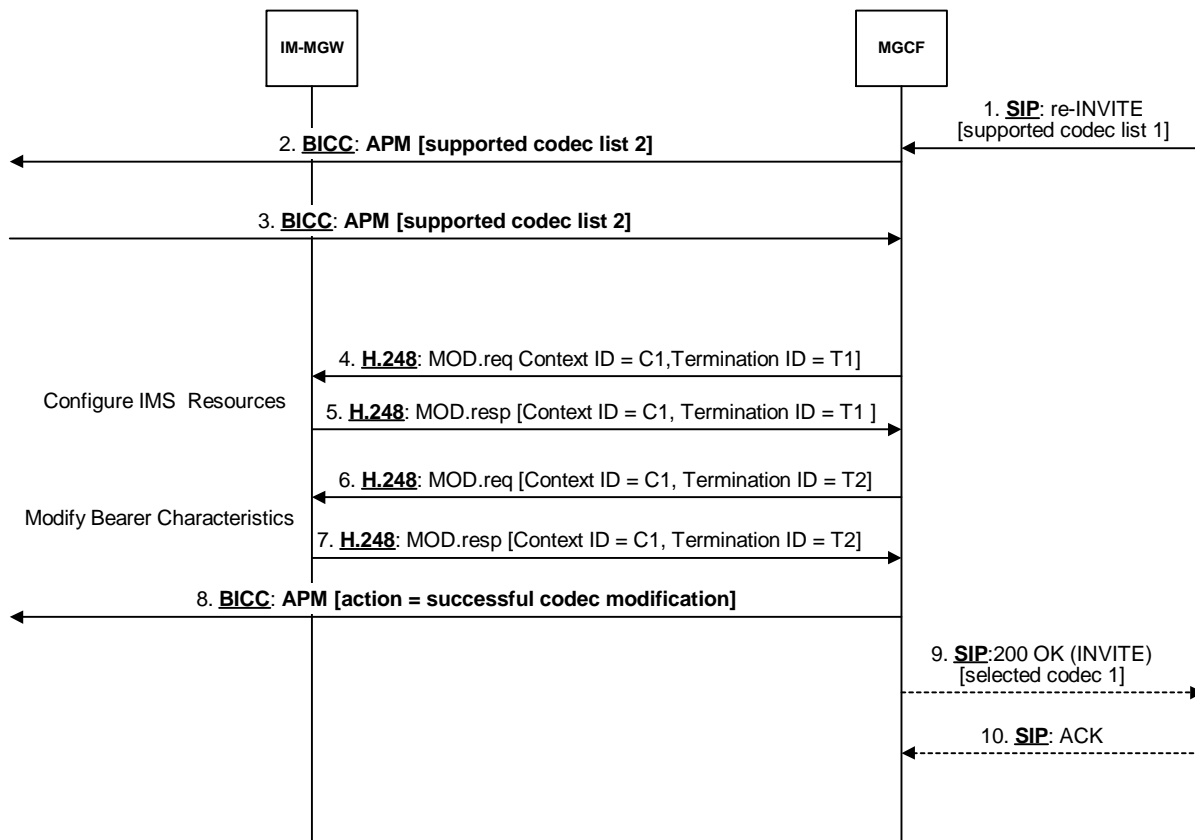 IM-MGW
MGCF
1. SIP: re-INVITE
[supported codec list 1]
2. BICC: APM [supported codec list 2]
3. BICC: APM [supported codec list 2]
4. H.248: MOD.req Context ID = C1,Termination ID = T1]
Configure IMS Resources
5. H.248: MOD.resp [Context ID = C1, Termination ID = T1 ]
6. H.248: MOD.req [Context ID = C1, Termination ID = T2]
Modify Bearer Characteristics
7. H.248: MOD.resp [Context ID = C1, Termination ID = T2]
8. BICC: APM [action = successful codec modification]
9. SIP:200 OK (INVITE)
[selected codec 1]
10. SIP: ACK